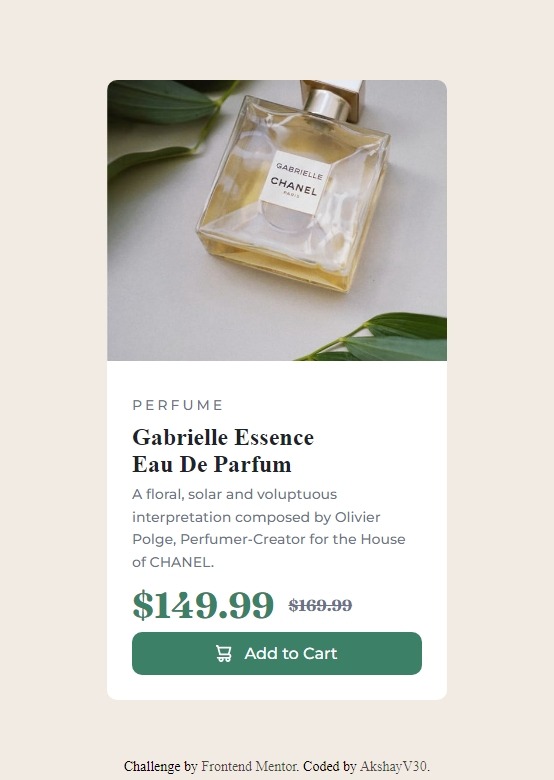 GABRIELLE
CHANEL
PARIS
PERFUME
Gabrielle Essence
Eau De Parfum
A floral, solar and voluptuous
interpretation composed by Olivier
Polge, Perfumer-Creator for the House
of CHANEL.
$149.99 $169.99
Add to Cart
Challenge by Frontend Mentor. Coded by AkshayV30.